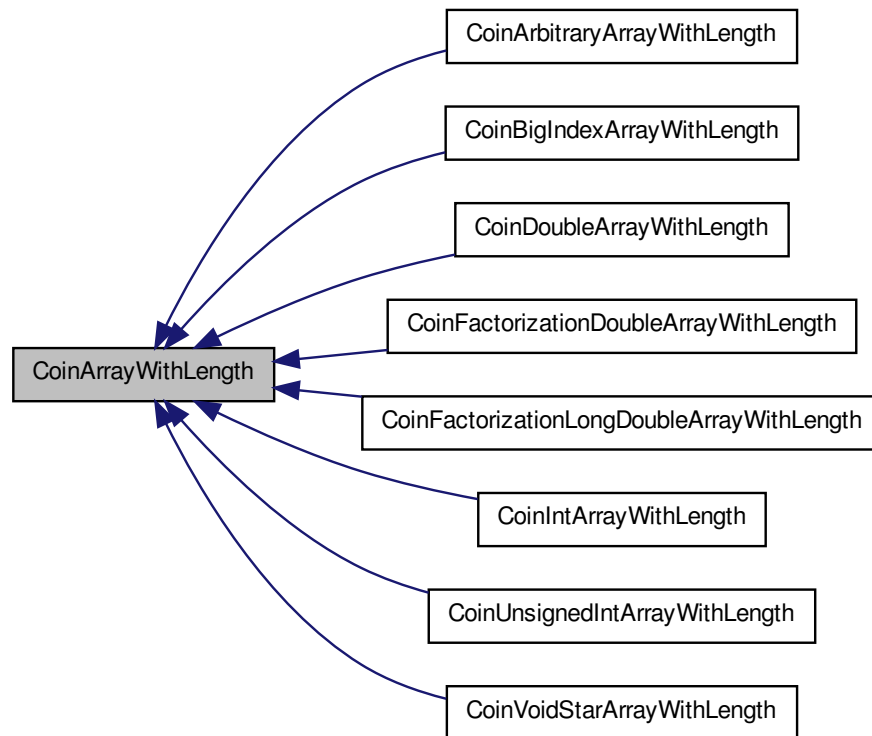 CoinArbitraryArrayWithLength
CoinBigIndexArrayWithLength
CoinDoubleArrayWithLength
CoinFactorizationDoubleArrayWithLength
CoinArrayWithLength
CoinFactorizationLongDoubleArrayWithLength
CoinIntArrayWithLength
CoinUnsignedIntArrayWithLength
CoinVoidStarArrayWithLength